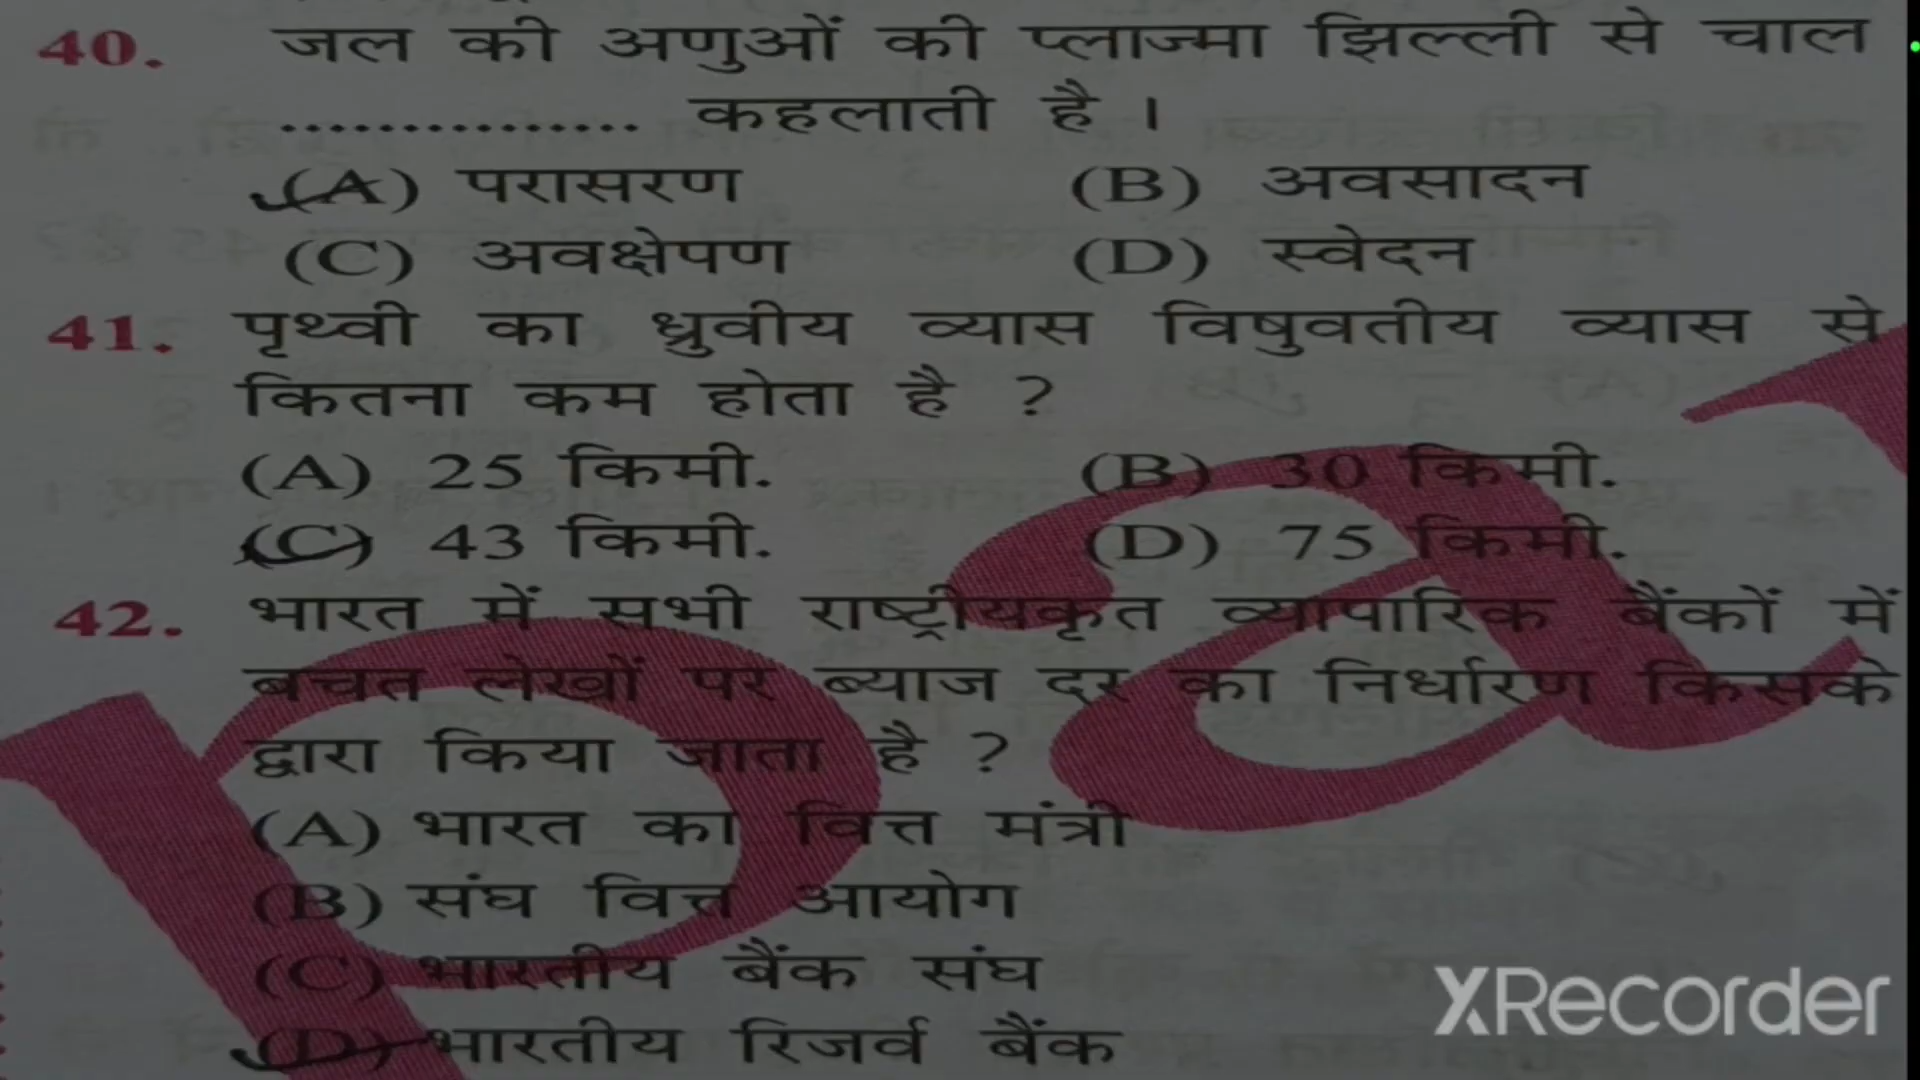 40. जल की अणुओं की प्लाज्मा झिल्ली से चाल
............... कहलाती है ।
(A) परासरण (B) अवसादन
(C) अवक्षेपण (D) स्वेदन
41. पृथ्वी का ध्रुवीय व्यास विषुवतीय व्यास से
कितना कम होता है ?
(A) 25 किमी. (B) 30 किमी.
(C) 43 किमी. (D) 75 किमी.
42. भारत में सभी राष्ट्रीयकृत व्यापारिक बैंकों में
बचत लेखों पर ब्याज दर का निर्धारण किसके
द्वारा किया जाता है ?
(A) भारत का वित्त मंत्री
(B) संघ वित्त आयोग
(C) भारतीय बैंक संघ
(D) भारतीय रिजर्व बैंक
XRecorder